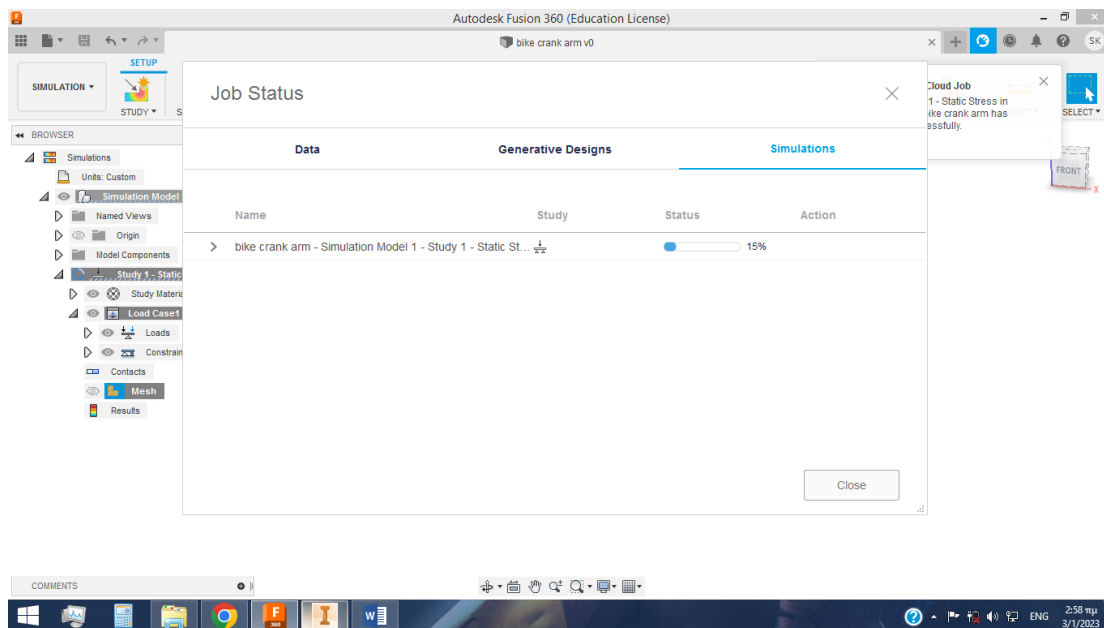 Autodesk Fusion 360 (Education License)
bike crank arm v0
SK
SETUP
SIMULATION
STUDY
S
SELECT
Cloud Job
1 - Static Stress in
bike crank arm has
essfully.
FRONT
X
BROWSER
Simulations
Units: Custom
Simulation Model
Named Views
Origin
Model Components
Study 1 - Static
Study Materia
Load Case1
Loads
Constrain
Contacts
Mesh
Results
Job Status
Data
Generative Designs
Simulations
Name
Study
Status
Action
bike crank arm - Simulation Model 1 - Study 1 - Static St...
15%
Close
COMMENTS
F
360
I
W
ENG
2:58 πμ
3/1/2023